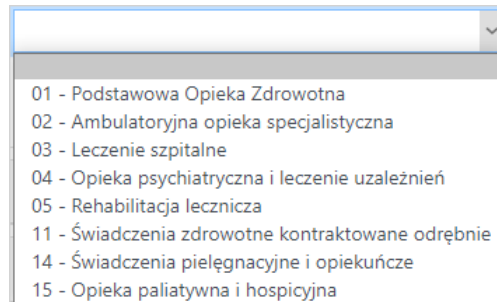 01 - Podstawowa Opieka Zdrowotna
02 - Ambulatoryjna opieka specjalistyczna
03 - Leczenie szpitalne
04 - Opieka psychiatryczna i leczenie uzależnień
05 - Rehabilitacja lecznicza
11 - Świadczenia zdrowotne kontraktowane odrębnie
14 - Świadczenia pielęgnacyjne i opiekuńcze
15 - Opieka paliatywna i hospicyjna